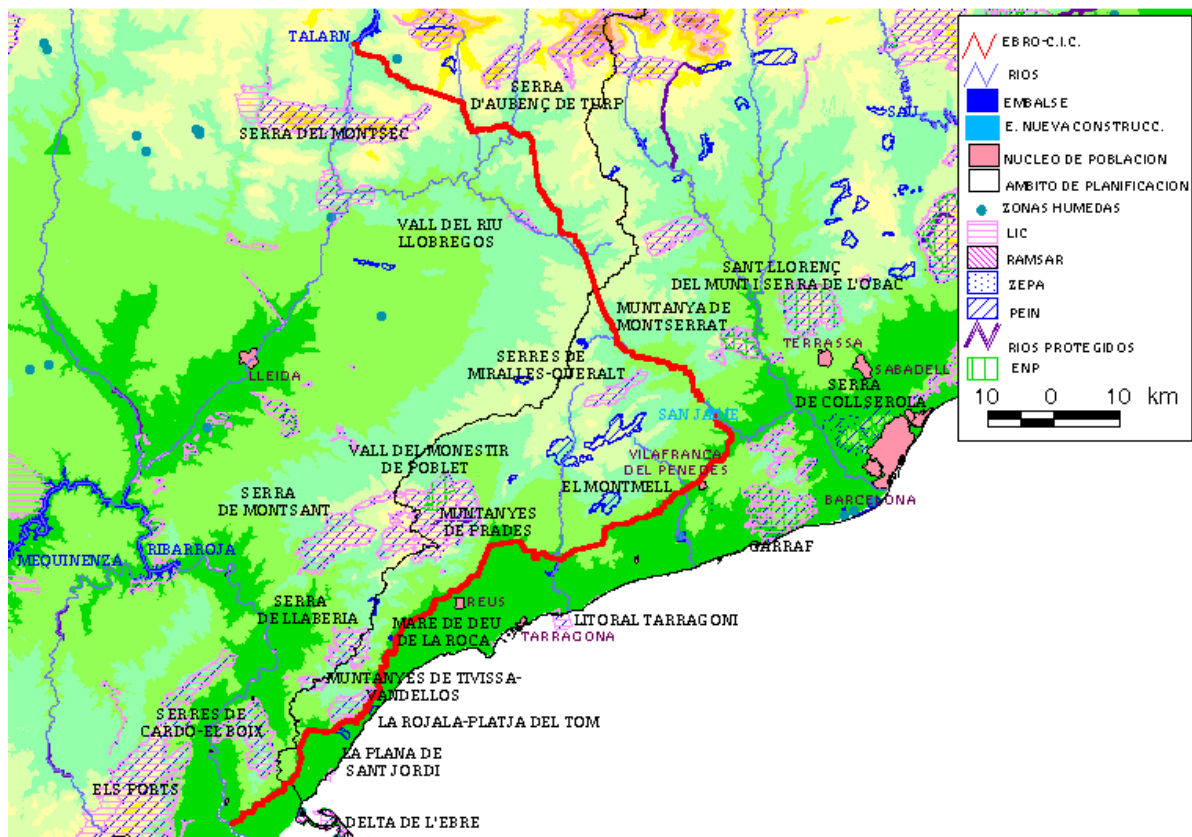 TALARN
SERRA
D'AUBENÇ DE TURP
SAU
SERRA DEL MONTSEC
VALL DEL RIU
LLOBREGOS
SANT LLORENÇ
DEL MUNT I SERRA DE L'OBAC
MUNTANYA DE
MONTSERRAT
TERRASSA
SERRES DE
MIRALLES-QUERALT
LLEIDA
SABADELL
SERRA
DE COLLSEROLA
SAN JAIME
VALL DEL MONESTIR
DE POBLET
VILAFRANCA
DEL PENEDES
EL MONTMELL
SERRA
DE MONTSANT
BARCELONA
MUNTANYES
DE PRADES
GARRAF
MEQUINENZA
RIBARROJA
SERRA
DE LLABERIA
REUS
MARE DE DEU
DE LA ROCA
LITORAL TARRAGONI
TARRAGONA
MUNTANYES DE TIVISSA-
VANDELLOS
SERRES DE
CARDO-EL BOIX
LA ROJALA-PLATJA DEL TOM
LA PLANA DE
SANT JORDI
ELS PORTS
DELTA DE L'EBRE
EBRO-C.I.C.
RIOS
EMBALSE
E. NUEVA CONSTRUCC.
NUCLEO DE POBLACION
AMBITO DE PLANIFICACION
ZONAS HUMEDAS
LIC
RAMSAR
ZEPA
PEIN
RIOS PROTEGIDOS
ENP
10 0 10 km